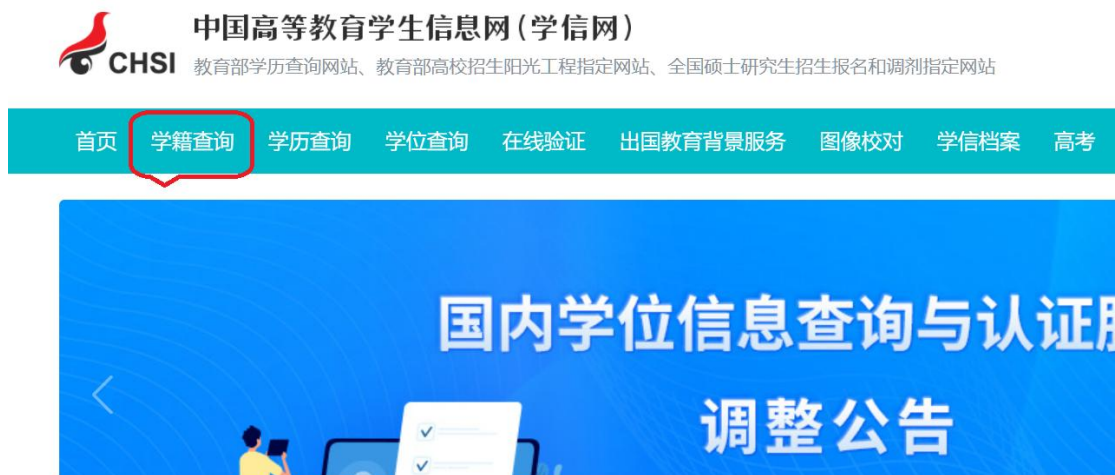 中国高等教育学生信息网(学信网)
CHSI 教育部学历查询网站、教育部高校招生阳光工程指定网站、全国硕士研究生招生报名和调剂指定网站
首页 学籍查询 学历查询 学位查询 在线验证 出国教育背景服务 图像校对 学信档案 高考
国内学位信息查询与认证服
调整公告